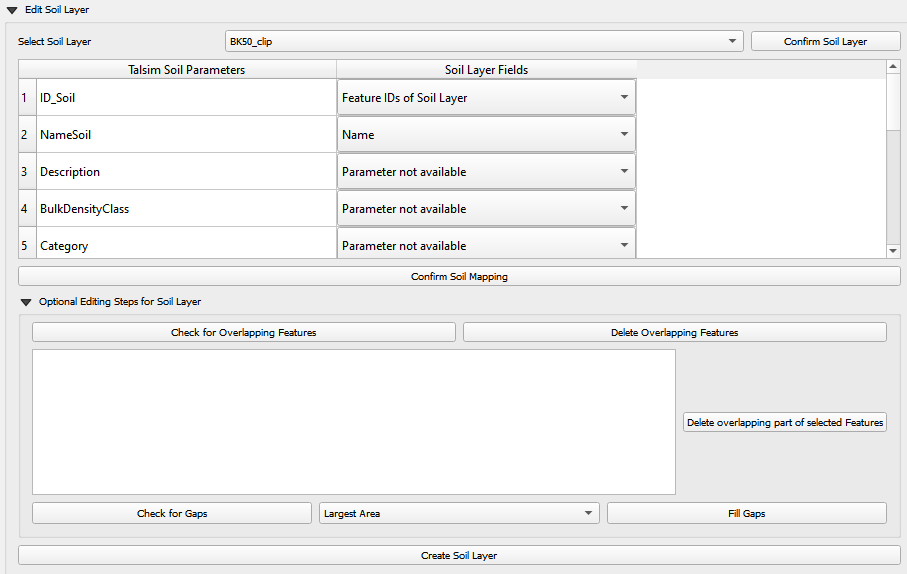 Edit Soil Layer
Select Soil Layer BK50_clip Confirm Soil Layer
Talsim Soil Parameters Soil Layer Fields
1 ID_Soil Feature IDs of Soil Layer
2 NameSoil Name
3 Description Parameter not available
4 BulkDensityClass Parameter not available
5 Category Parameter not available
Confirm Soil Mapping
Optional Editing Steps for Soil Layer
Check for Overlapping Features Delete Overlapping Features
Delete overlapping part of selected Features
Check for Gaps Largest Area Fill Gaps
Create Soil Layer